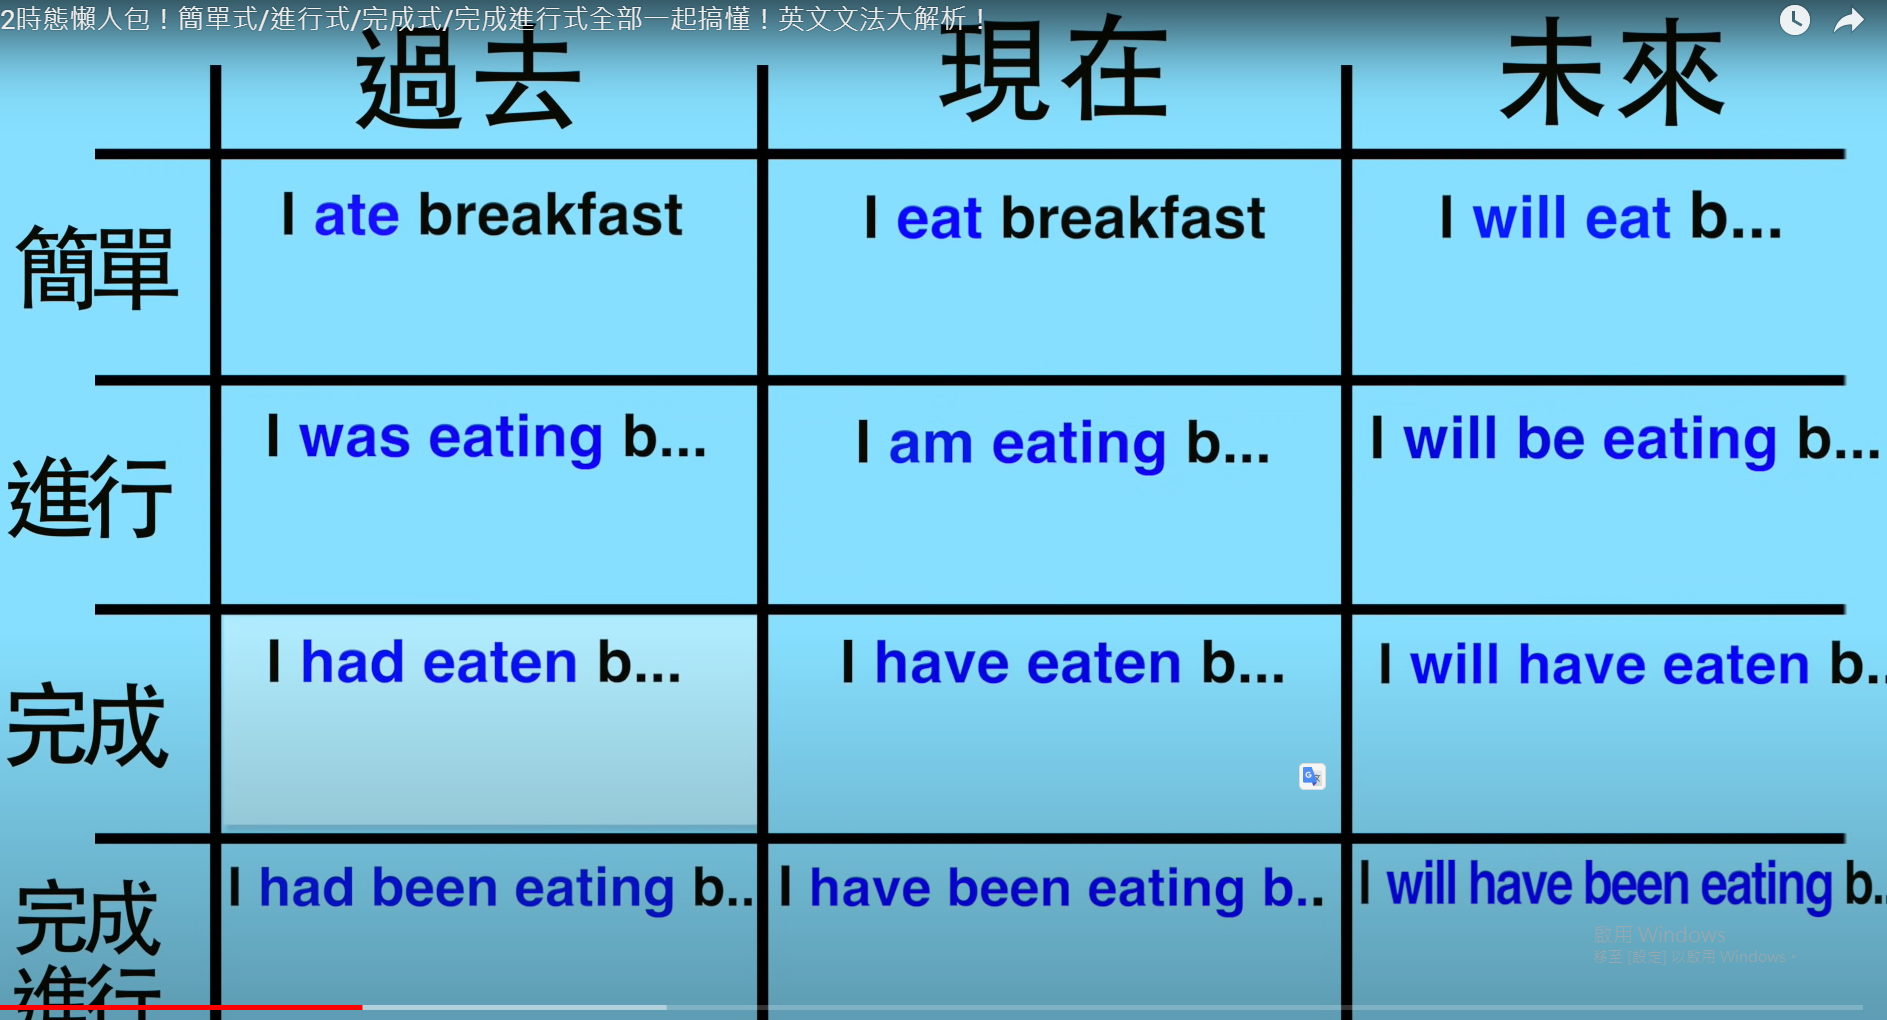 2時態懶人包！簡單式/進行式/完成式/完成進行式全部一起搞懂！英文文法大解析！
過去 現在 未來
簡單 I ate breakfast I eat breakfast I will eat b...
進行 I was eating b... I am eating b... I will be eating b...
完成 I had eaten b... I have eaten b... I will have eaten b..
完成 I had been eating b.. I have been eating b.. I will have been eating b..
進行
啟用 Windows
移至 [設定] 以啟用 Windows。